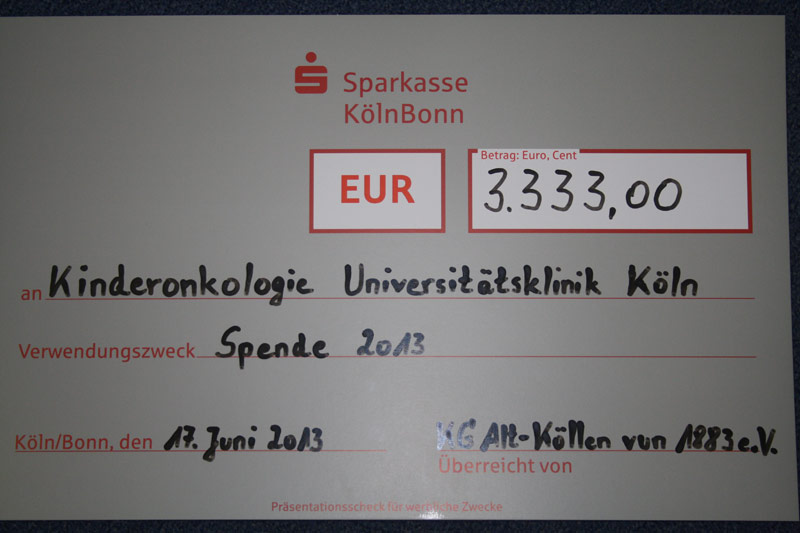 Sparkasse
KölnBonn
EUR
Betrag: Euro, Cent
3.333,00
an Kinderonkologie Universitätsklinik Köln
Verwendungszweck Spende 2013
Köln/Bonn, den 17. Juni 2013
KG Alt-Köllen vun 1883 e.V.
Überreicht von
Präsentationsscheck für werbliche Zwecke